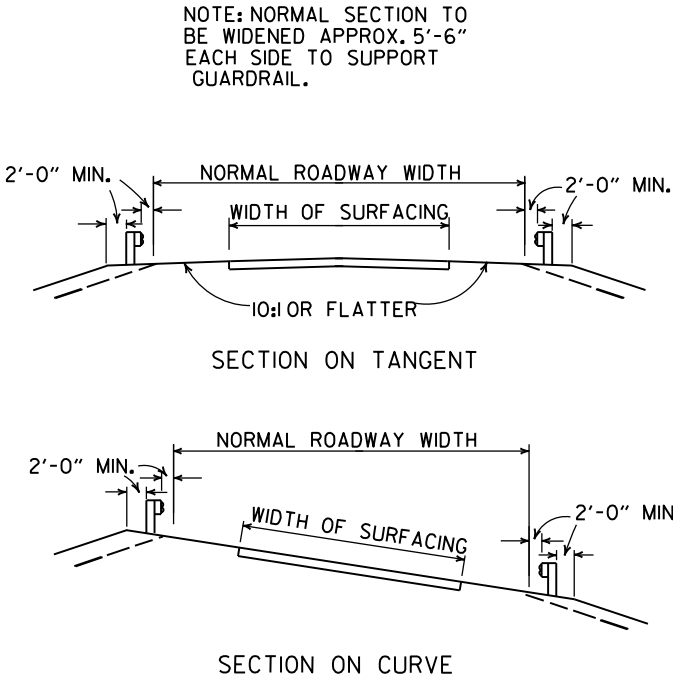 NOTE: NORMAL SECTION TO
BE WIDENED APPROX. 5'-6"
EACH SIDE TO SUPPORT
GUARDRAIL.
2'-0" MIN.
NORMAL ROADWAY WIDTH
2'-0" MIN.
WIDTH OF SURFACING
10:1 OR FLATTER
SECTION ON TANGENT
NORMAL ROADWAY WIDTH
2'-0" MIN.
WIDTH OF SURFACING
2'-0" MIN
SECTION ON CURVE